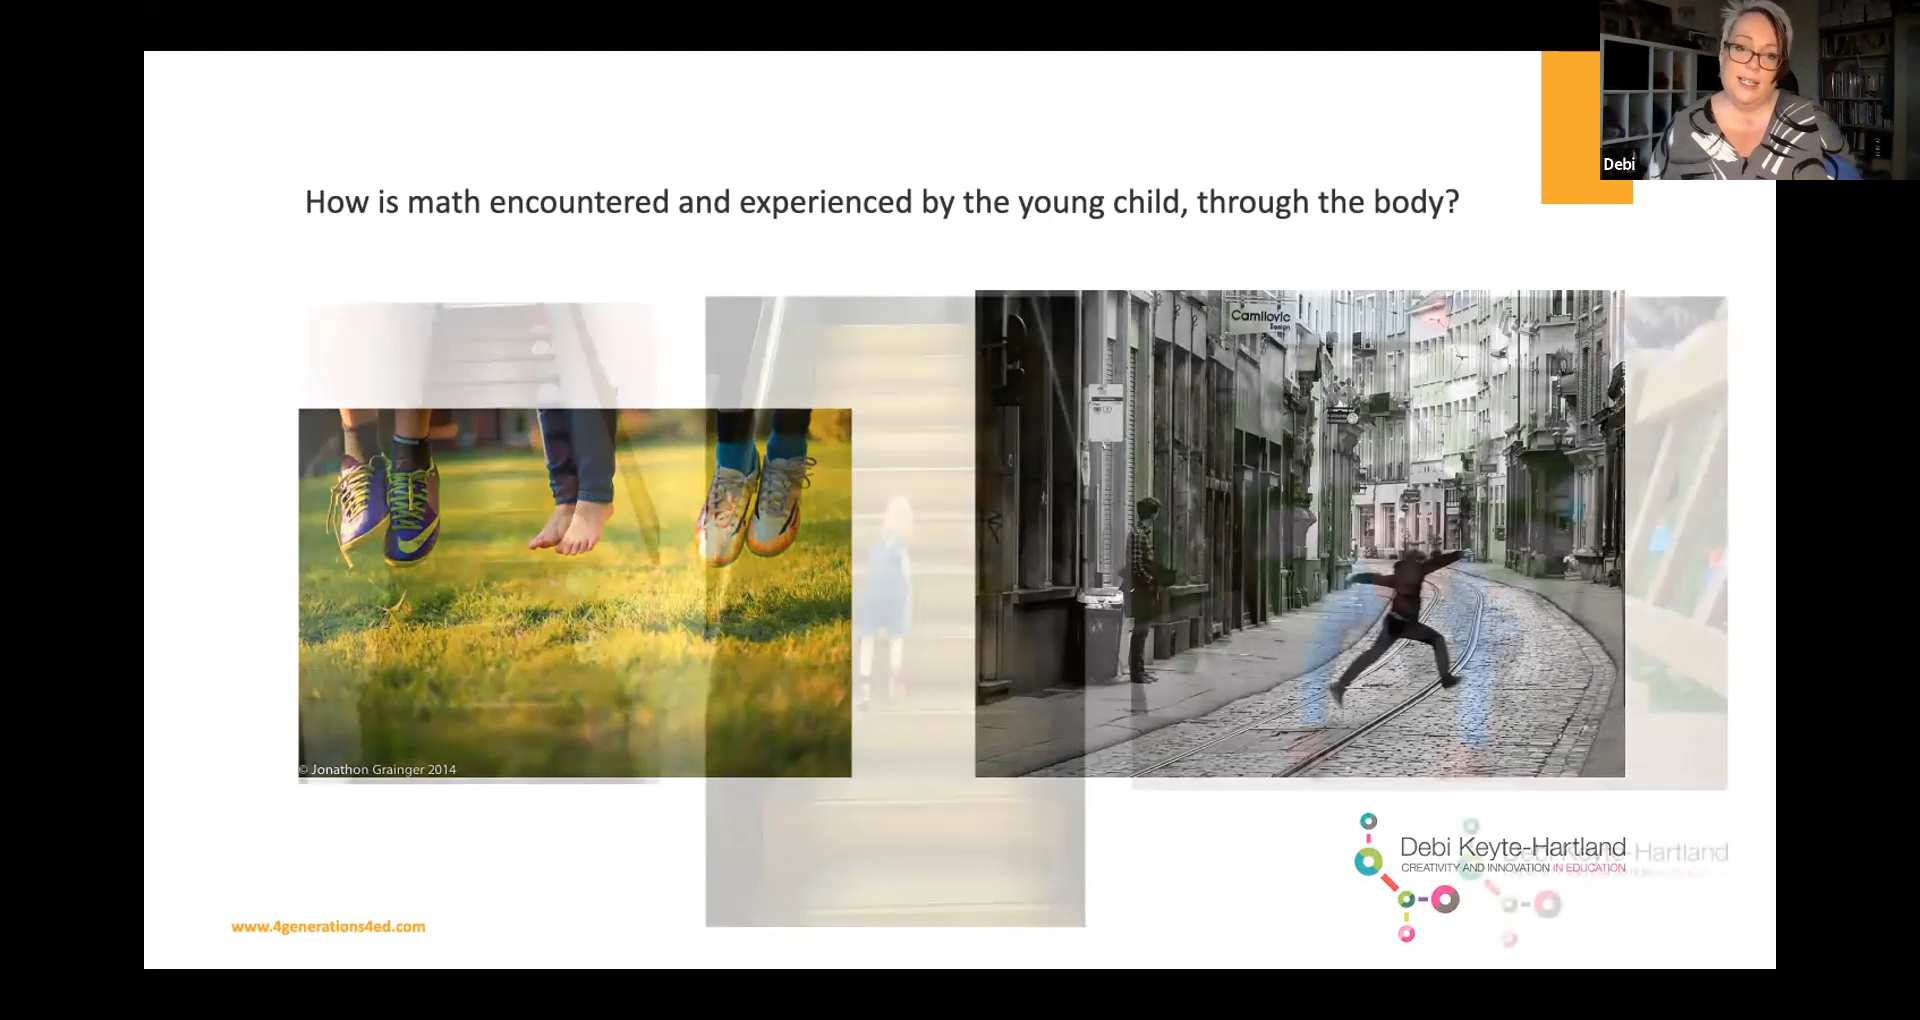 Debi
How is math encountered and experienced by the young child, through the body?
Camilovic
© Jonathon Grainger 2014
Debi Keyte-Hartland
CREATIVITY AND INNOVATION IN EDUCATION
Hartland
www.4generations4ed.com